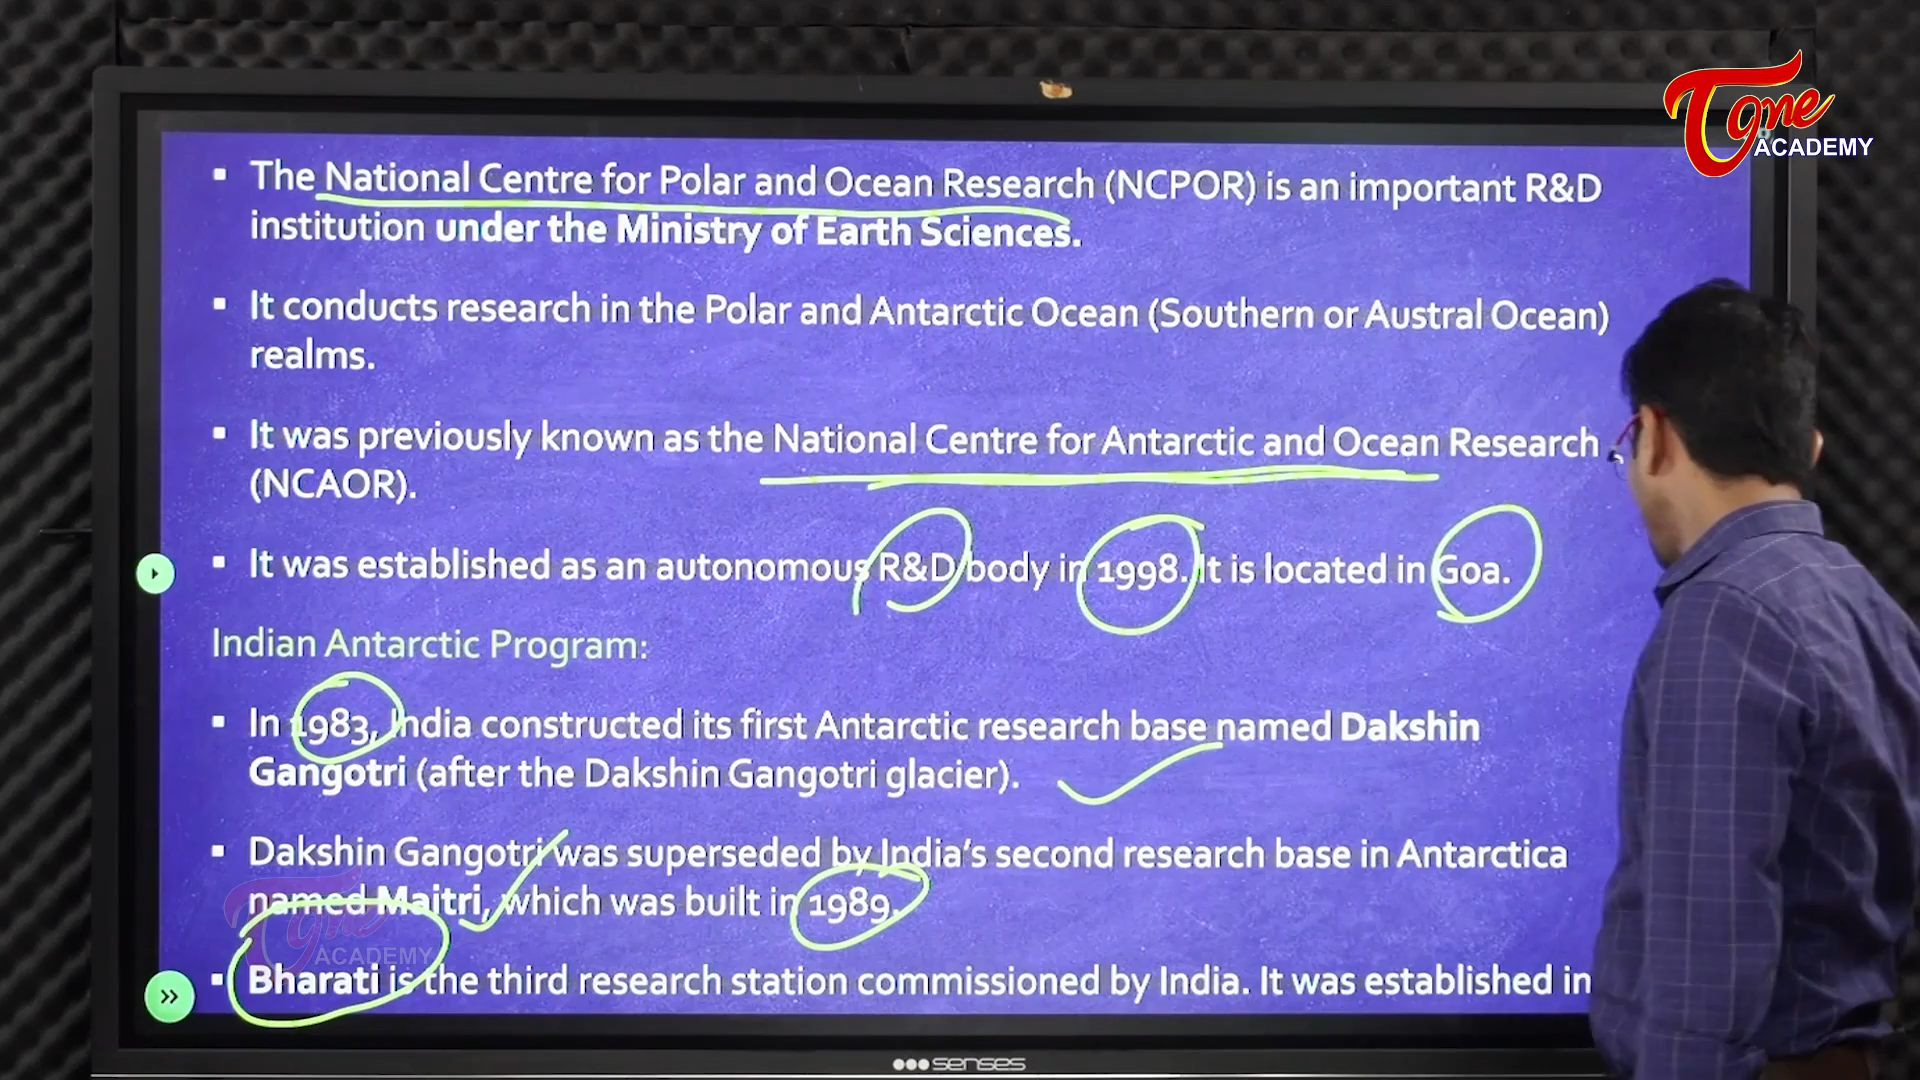 Tone
ACADEMY
▪ The National Centre for Polar and Ocean Research (NCPOR) is an important R&D
institution under the Ministry of Earth Sciences.
▪ It conducts research in the Polar and Antarctic Ocean (Southern or Austral Ocean)
realms.
▪ It was previously known as the National Centre for Antarctic and Ocean Research
(NCAOR).
▪ It was established as an autonomous R&D body in 1998. It is located in Goa.
Indian Antarctic Program:
▪ In 1983, India constructed its first Antarctic research base named Dakshin
Gangotri (after the Dakshin Gangotri glacier).
▪ Dakshin Gangotri was superseded by India's second research base in Antarctica
named Maitri, which was built in 1989.
Tone
ACADEMY
▪ Bharati is the third research station commissioned by India. It was established in
senses